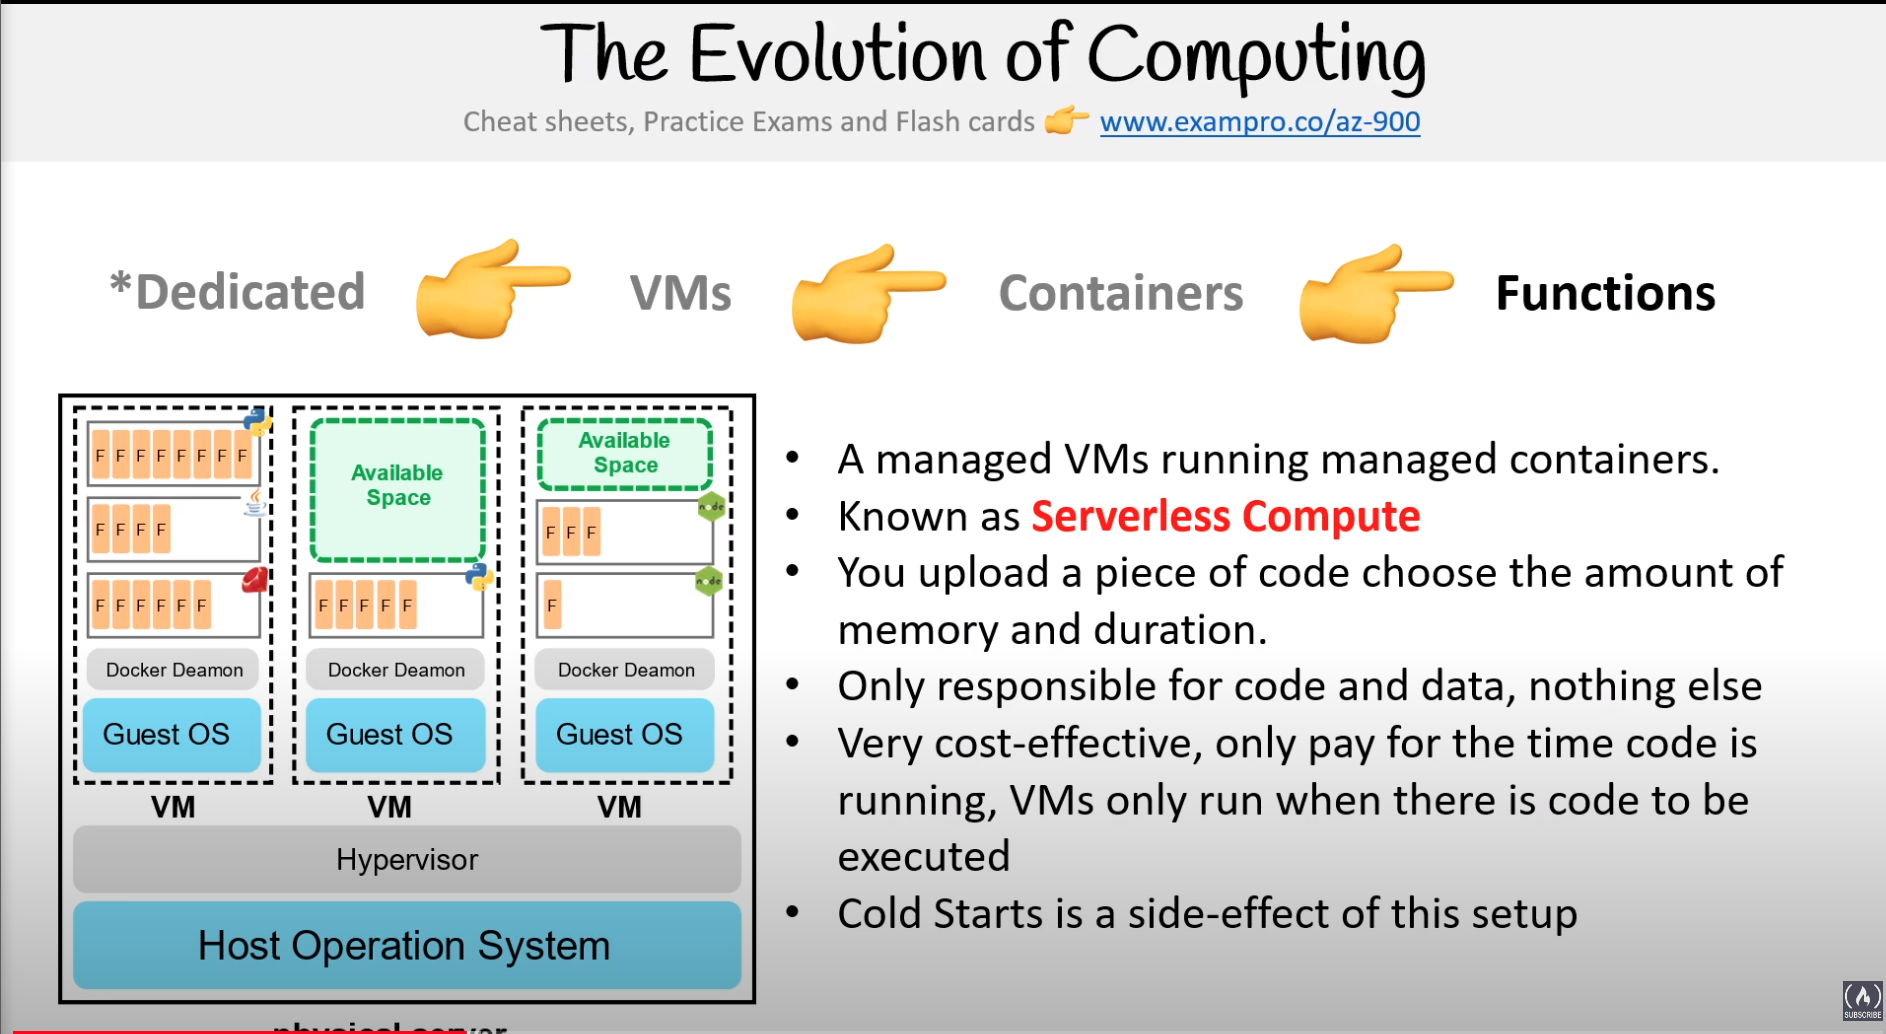 The Evolution of Computing
Cheat sheets, Practice Exams and Flash cards www.exampro.co/az-900
*Dedicated VMs Containers Functions
F F F F F F F F
F F F F
F F F F F F
Docker Deamon
Guest OS
VM
Available
Space
F F F F F
Docker Deamon
Guest OS
VM
Available
Space
node
F F F
node
F
Docker Deamon
Guest OS
VM
Hypervisor
Host Operation System
physical server
• A managed VMs running managed containers.
• Known as Serverless Compute
• You upload a piece of code choose the amount of
memory and duration.
• Only responsible for code and data, nothing else
• Very cost-effective, only pay for the time code is
running, VMs only run when there is code to be
executed
• Cold Starts is a side-effect of this setup
SUBSCRIBE